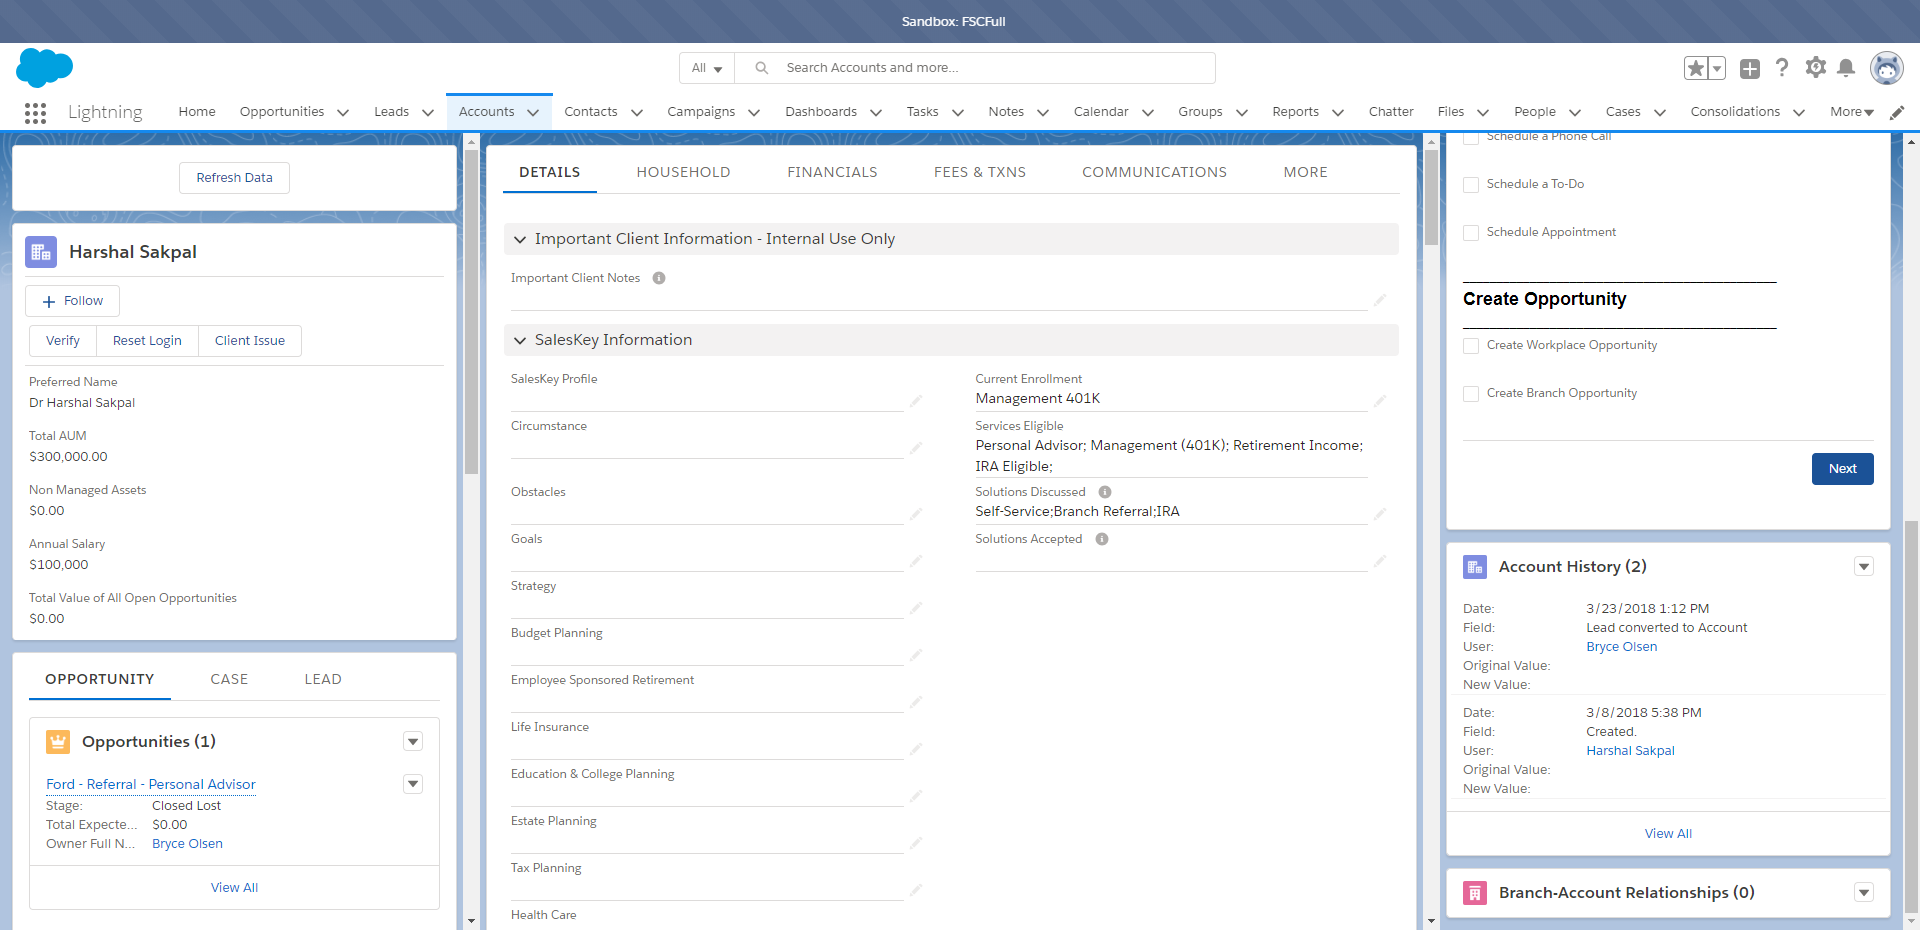 Sandbox: FSCFull
All
Search Accounts and more...
Lightning
Home
Opportunities
Leads
Accounts
Contacts
Campaigns
Dashboards
Tasks
Notes
Calendar
Groups
Reports
Chatter
Files
People
Cases
Consolidations
More
Refresh Data
Harshal Sakpal
Follow
Verify
Reset Login
Client Issue
Preferred Name
Dr Harshal Sakpal
Total AUM
$300,000.00
Non Managed Assets
$0.00
Annual Salary
$100,000
Total Value of All Open Opportunities
$0.00
OPPORTUNITY
CASE
LEAD
Opportunities (1)
Ford - Referral - Personal Advisor
Stage: Closed Lost
Total Expecte... $0.00
Owner Full N... Bryce Olsen
View All
DETAILS
HOUSEHOLD
FINANCIALS
FEES & TXNS
COMMUNICATIONS
MORE
Important Client Information - Internal Use Only
Important Client Notes
SalesKey Information
SalesKey Profile
Circumstance
Obstacles
Goals
Strategy
Budget Planning
Employee Sponsored Retirement
Life Insurance
Education & College Planning
Estate Planning
Tax Planning
Health Care
Current Enrollment
Management 401K
Services Eligible
Personal Advisor; Management (401K); Retirement Income;
IRA Eligible;
Solutions Discussed
Self-Service;Branch Referral;IRA
Solutions Accepted
Schedule a Phone Call
Schedule a To-Do
Schedule Appointment
Create Opportunity
Create Workplace Opportunity
Create Branch Opportunity
Next
Account History (2)
Date: 3/23/2018 1:12 PM
Field: Lead converted to Account
User: Bryce Olsen
Original Value:
New Value:
Date: 3/8/2018 5:38 PM
Field: Created.
User: Harshal Sakpal
Original Value:
New Value:
View All
Branch-Account Relationships (0)